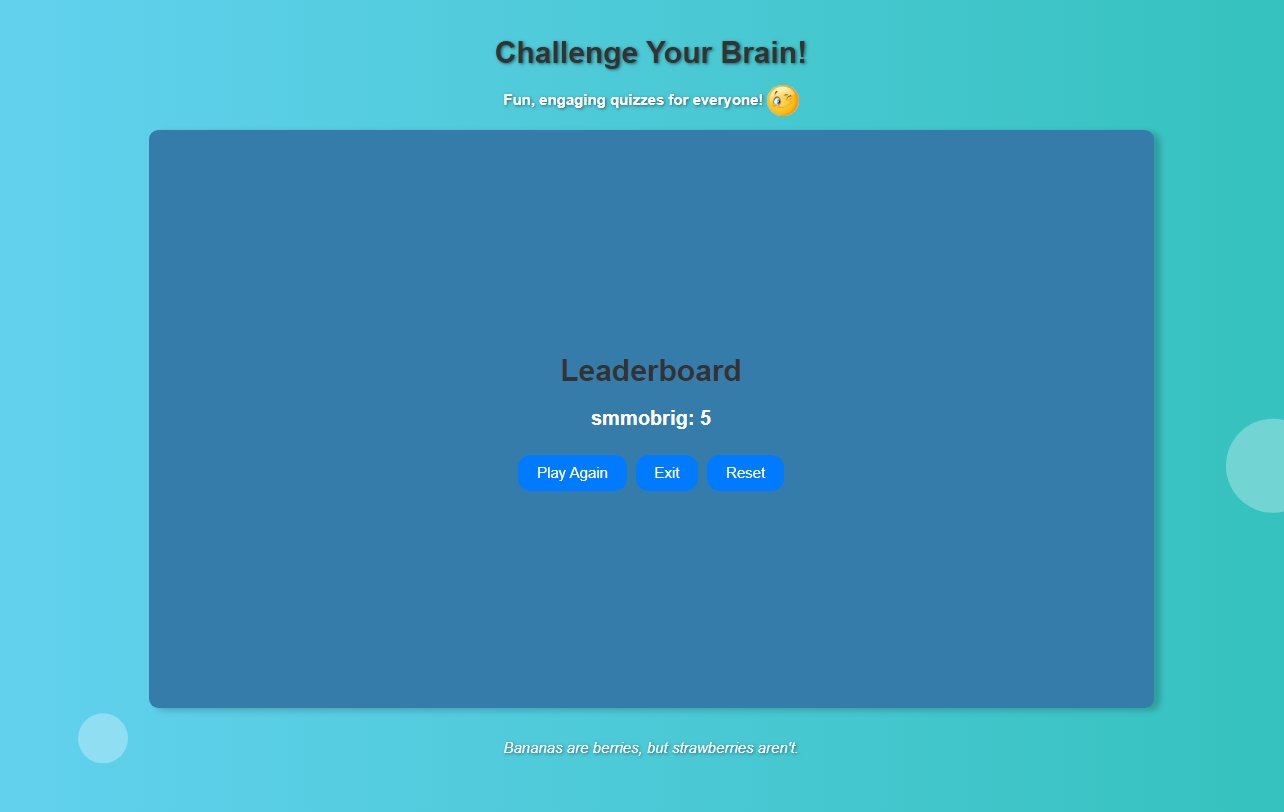 Challenge Your Brain!
Fun, engaging quizzes for everyone!
Leaderboard
smmobrig: 5
Play Again Exit Reset
Bananas are berries, but strawberries aren't.